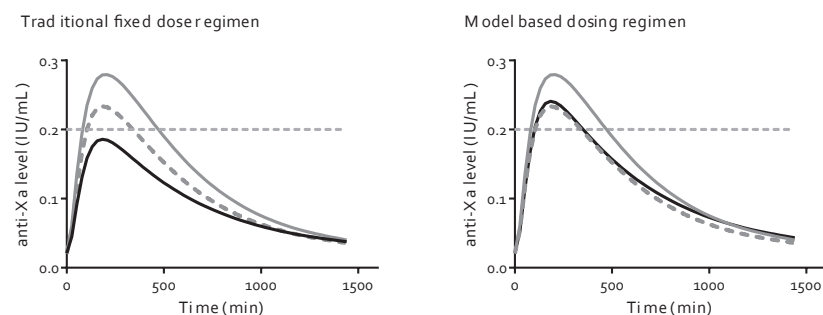 Traditional fixed dose regimen
Model based dosing regimen
anti-Xa level (IU/mL)
0.3
0.2
0.1
0.0
0
500
1000
1500
Time (min)
anti-Xa level (IU/mL)
0.3
0.2
0.1
0.0
0
500
1000
1500
Time (min)